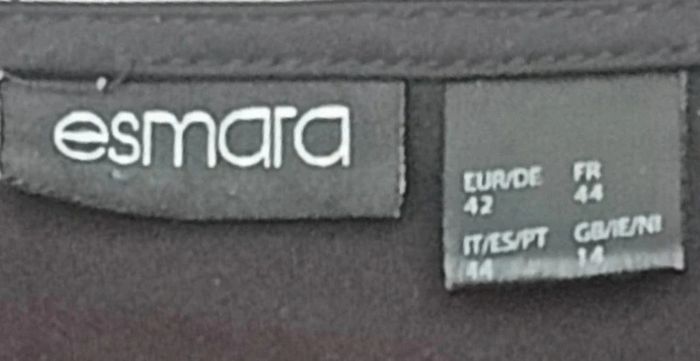 esmara
EUR/DE FR
42 44
IT/ES/PT GB/IE/NI
44 14